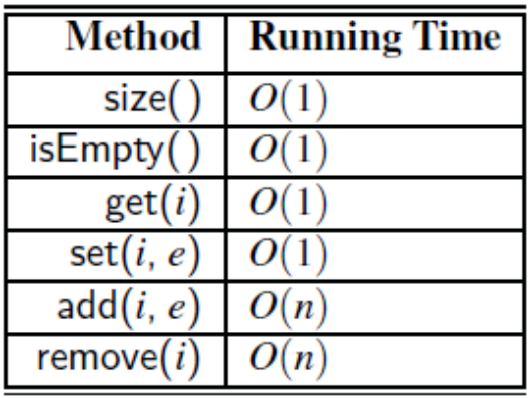 Method Running Time
size() O(1)
isEmpty() O(1)
get(i) O(1)
set(i, e) O(1)
add(i, e) O(n)
remove(i) O(n)